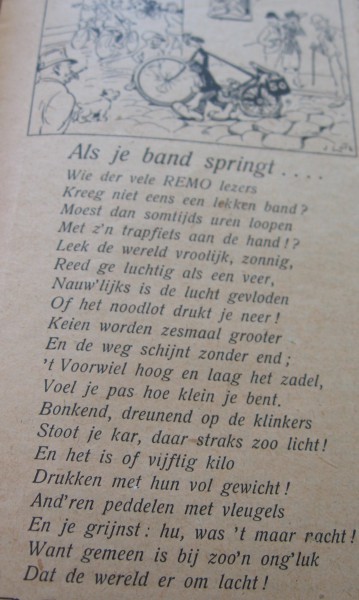 Als je band springt ....
Wie der vele REMO lezers
Kreeg niet eens een lekken band?
Moest dan somtijds uren loopen
Met z'n trapfiets aan de hand!?
Leek de wereld vroolijk, zonnig,
Reed ge luchtig als een veer,
Nauw'lijks is de lucht gevloden
Of het noodlot drukt je neer!
Keien worden zesmaal grooter
En de weg schijnt zonder end;
't Voorwiel hoog en laag het zadel,
Voel je pas hoe klein je bent.
Bonkend, dreunend op de klinkers
Stoot je kar, daar straks zoo licht!
En het is of vijftig kilo
Drukken met hun vol gewicht!
And'ren peddelen met vleugels
En je grijnst: hu, was 't maar nacht!
Want gemeen is bij zoo'n ong'luk
Dat de wereld er om lacht!